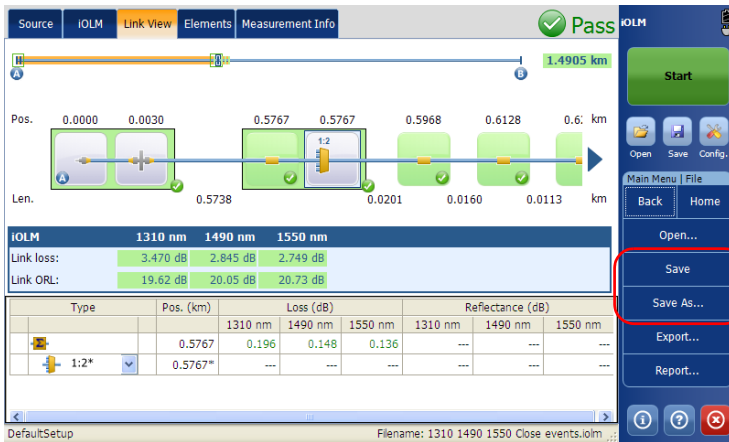 Source iOLM Link View Elements Measurement Info Pass iOLM
1.4905 km
A B
Start
Pos. 0.0000 0.0030 0.5767 0.5767 0.5968 0.6128 0.6: km
1:2
Open Save Config.
A
Main Menu | File
Len. 0.5738 0.0201 0.0160 0.0113 km
Back Home
Open...
iOLM 1310 nm 1490 nm 1550 nm
Link loss: 3.470 dB 2.845 dB 2.749 dB
Save
Link ORL: 19.62 dB 20.05 dB 20.73 dB
Save As...
Type Pos. (km) Loss (dB) Reflectance (dB)
1310 nm 1490 nm 1550 nm 1310 nm 1490 nm 1550 nm
Export...
Σ 0.5767 0.196 0.148 0.136 --- --- ---
1:2* 0.5767* --- --- --- --- --- ---
Report...
DefaultSetup Filename: 1310 1490 1550 Close events.iolm